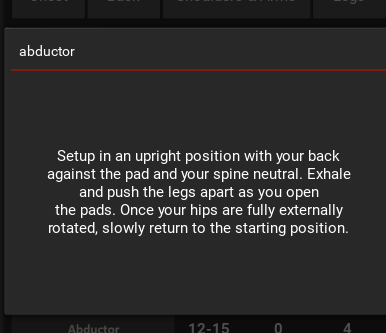 Chest Back Shoulders & Arms Legs
abductor
Setup in an upright position with your back
against the pad and your spine neutral. Exhale
and push the legs apart as you open
the pads. Once your hips are fully externally
rotated, slowly return to the starting position.
Abductor 12-15 0 4